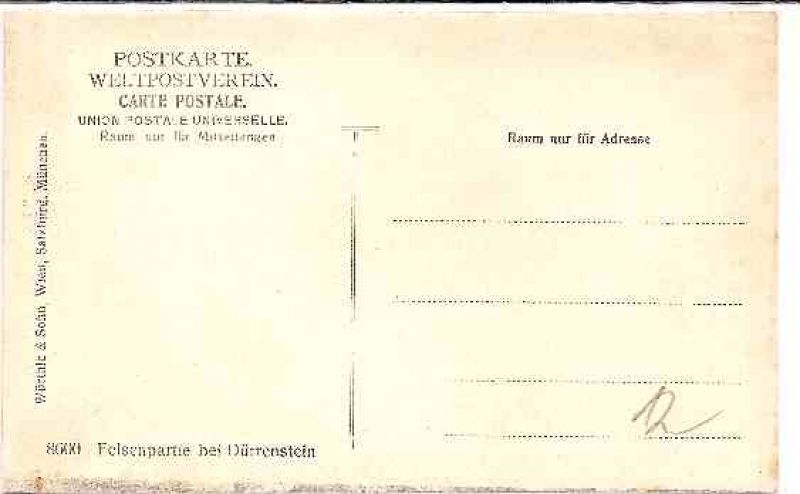 POSTKARTE.
WELTPOSTVEREIN.
CARTE POSTALE.
UNION POSTALE UNIVERSELLE.
Raum nur für Mitteilungen
Raum nur für Adresse
Würthle & Sohn, Wien, Salzburg, München.
8600 Felsenpartie bei Dürrenstein